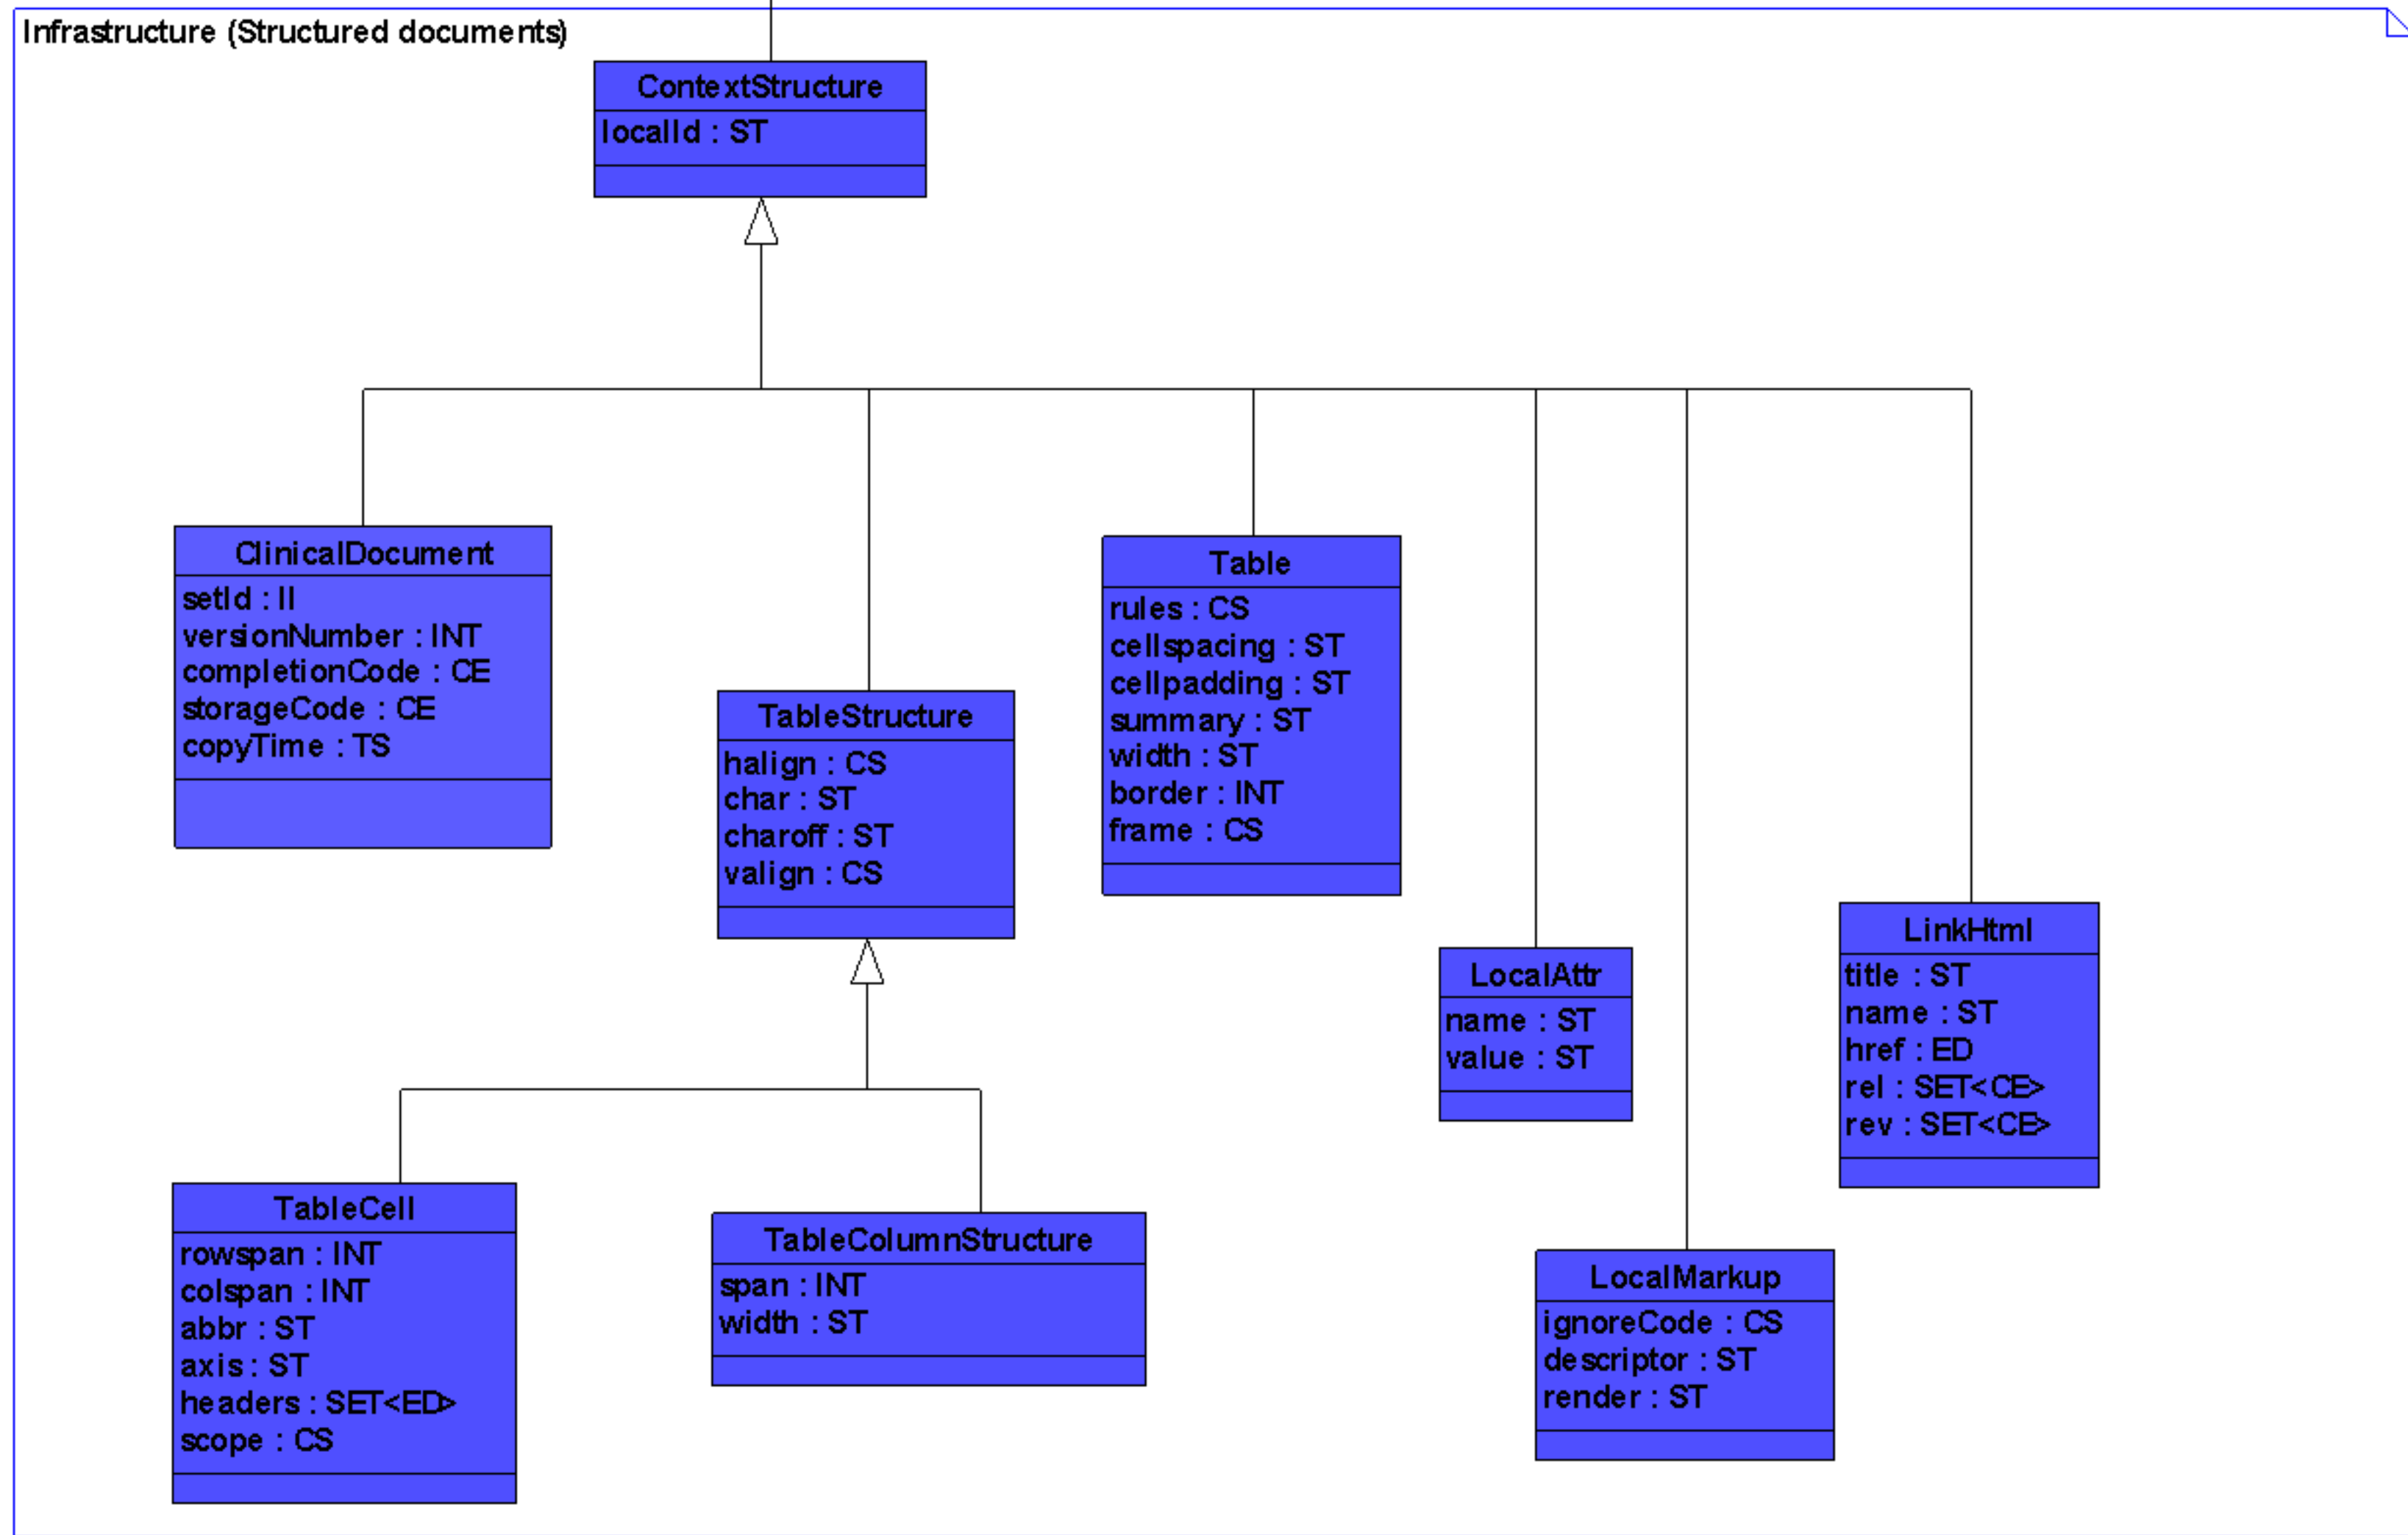 Infrastructure (Structured documents)
ContextStructure
localId : ST
ClinicalDocument
setId : II
versionNumber : INT
completionCode : CE
storageCode : CE
copyTime : TS
TableStructure
halign : CS
char : ST
charoff : ST
valign : CS
Table
rules : CS
cellspacing : ST
cellpadding : ST
summary : ST
width : ST
border : INT
frame : CS
LocalAttr
name : ST
value : ST
LinkHtml
title : ST
name : ST
href : ED
rel : SET<CE>
rev : SET<CE>
TableCell
rowspan : INT
colspan : INT
abbr : ST
axis : ST
headers : SET<ED>
scope : CS
TableColumnStructure
span : INT
width : ST
LocalMarkup
ignoreCode : CS
descriptor : ST
render : ST